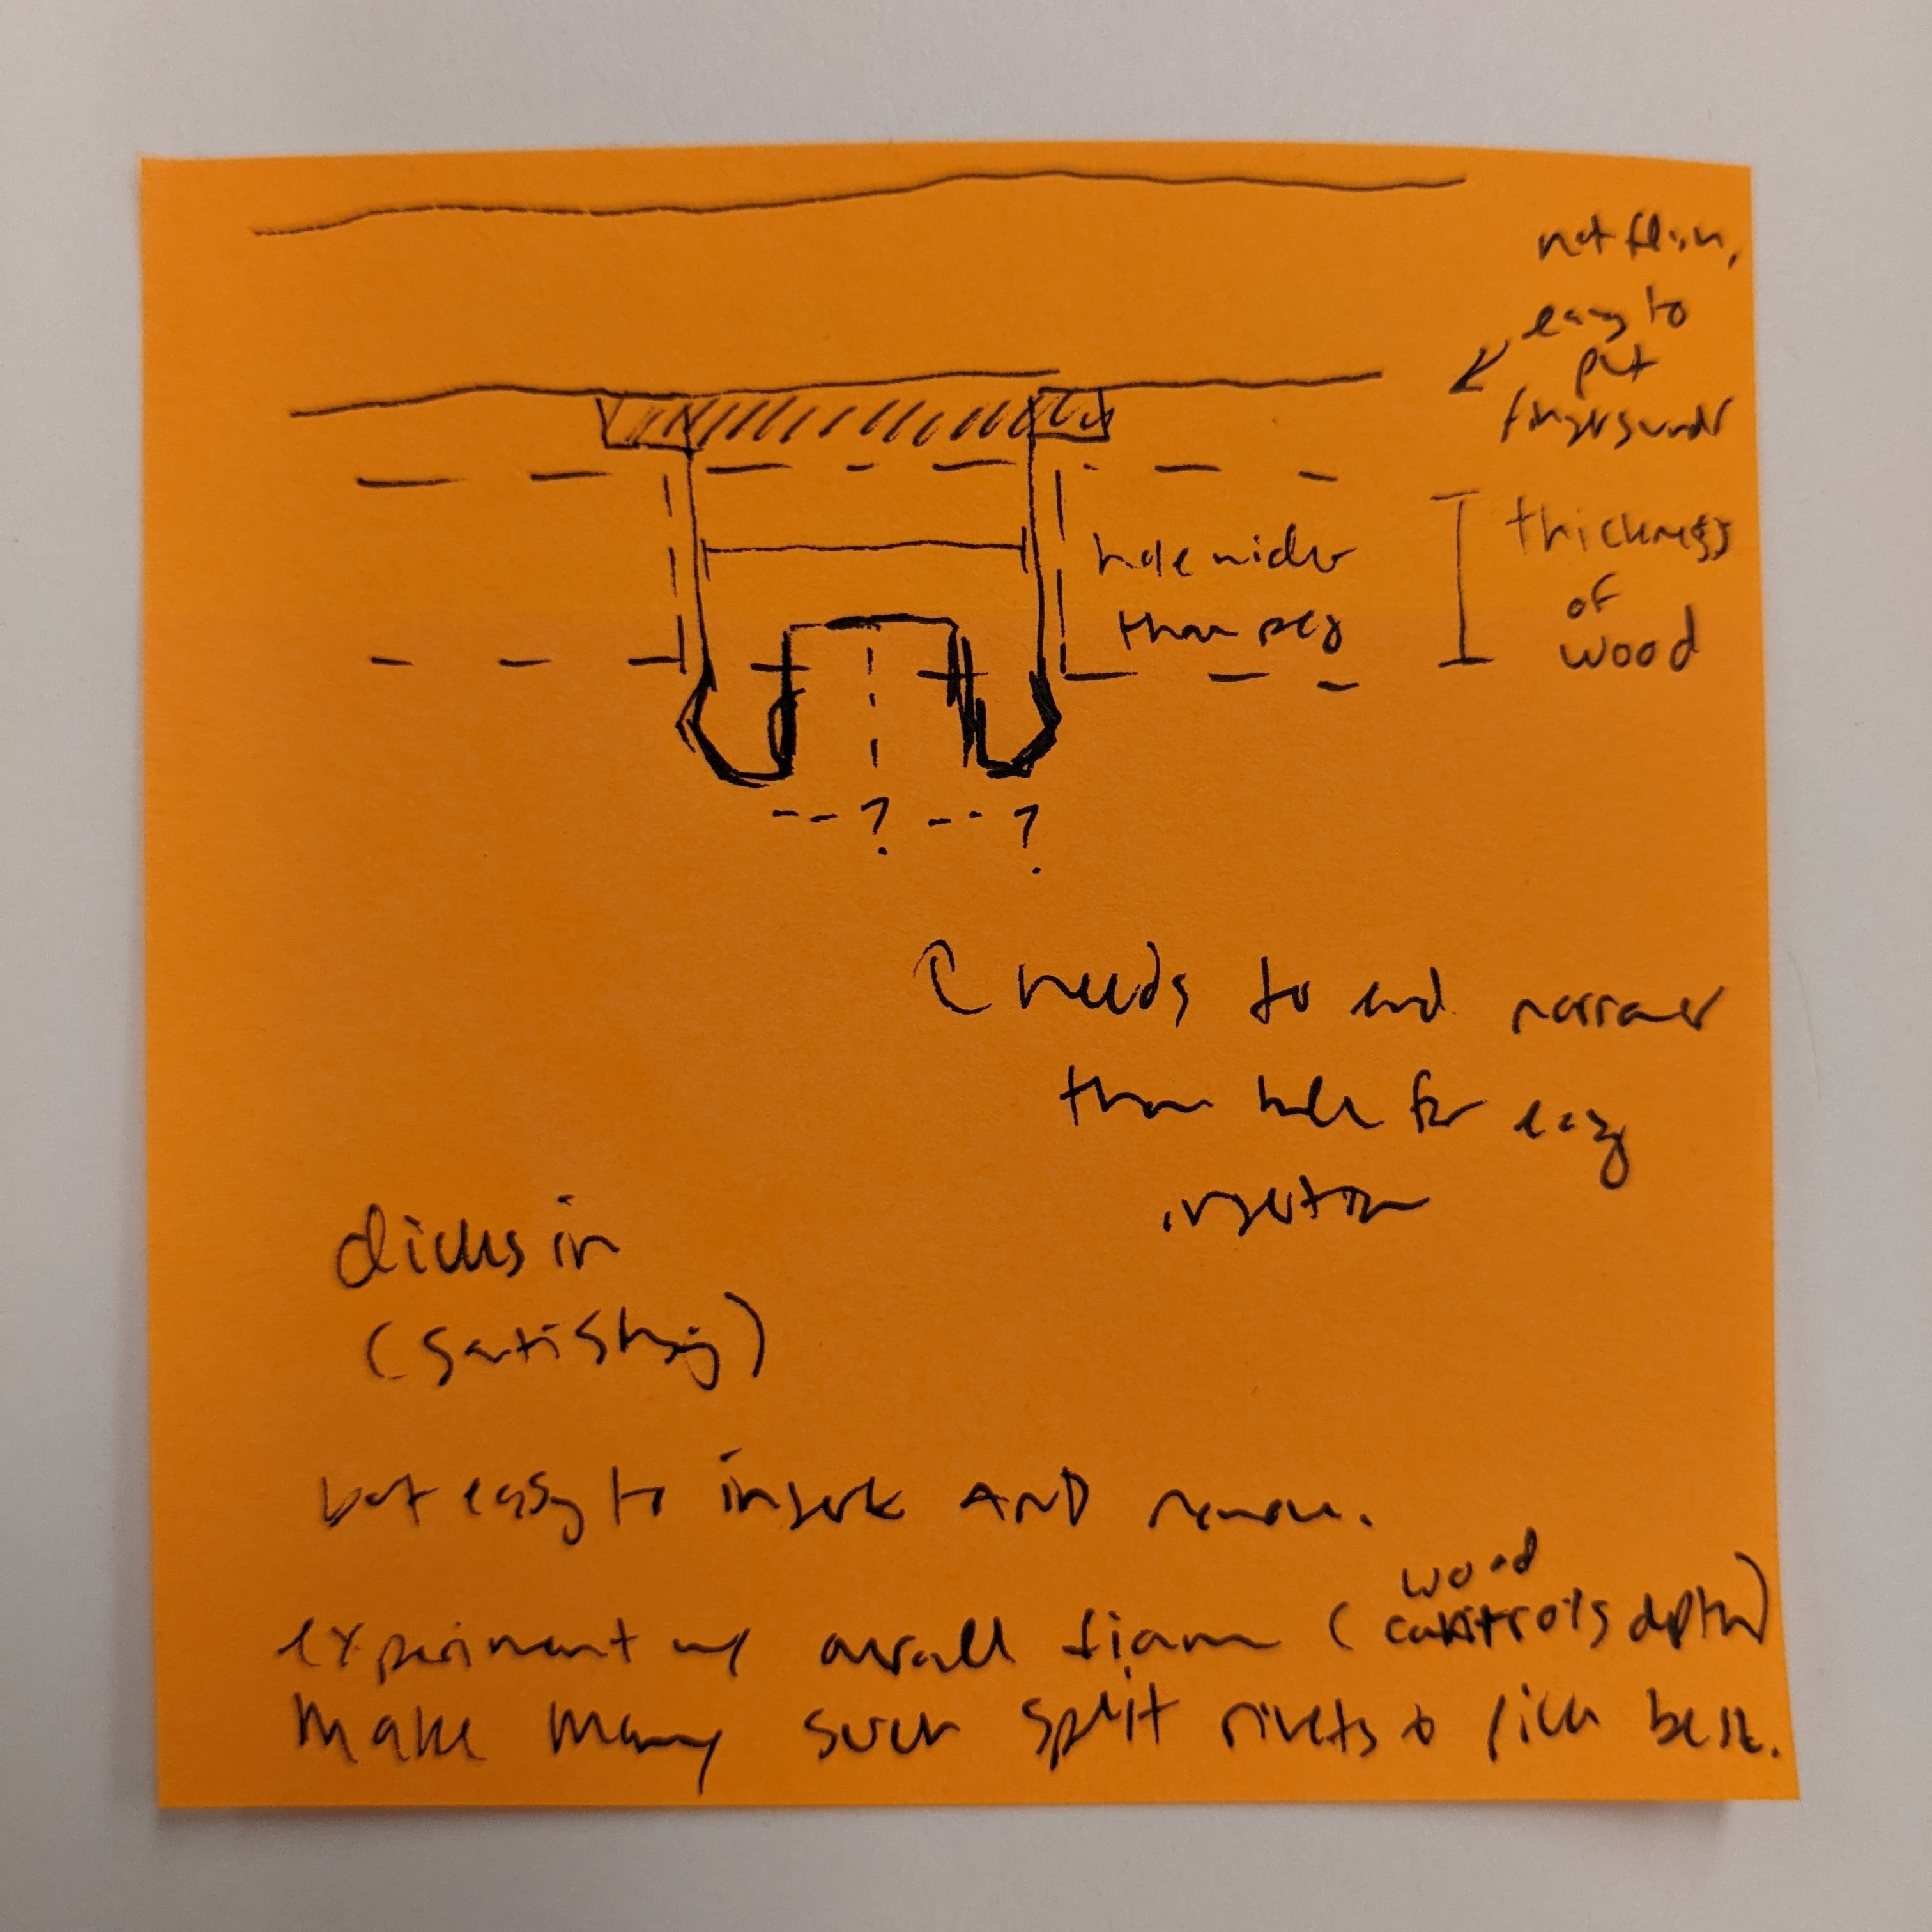 not flush,
easy to
put
fingers under
thickness
of
wood
hole wider
than peg
--?--?
needs to end narrower
than hole for easy
insertion
clicks in
(satisfying)
but easy to insert AND remove.
wood
experiment w/ overall diam (controls depth)
Make many such split rivets & pick best.